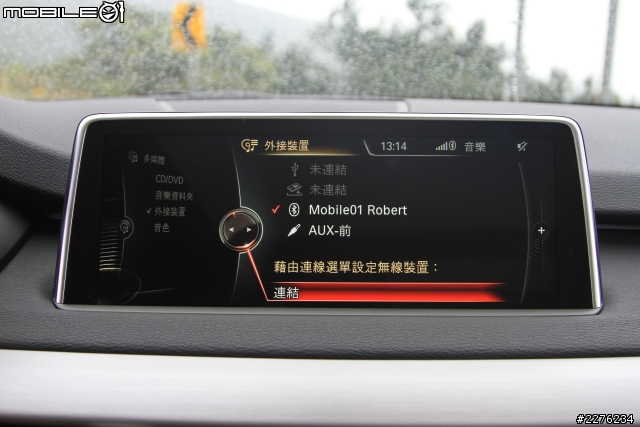 MOBILE01
外接裝置
13:14
音樂
多媒體
CD/DVD
音樂資料夾
外接裝置
音色
未連結
未連結
Mobile01 Robert
AUX-前
藉由連線選單設定無線裝置：
連結
#2276234